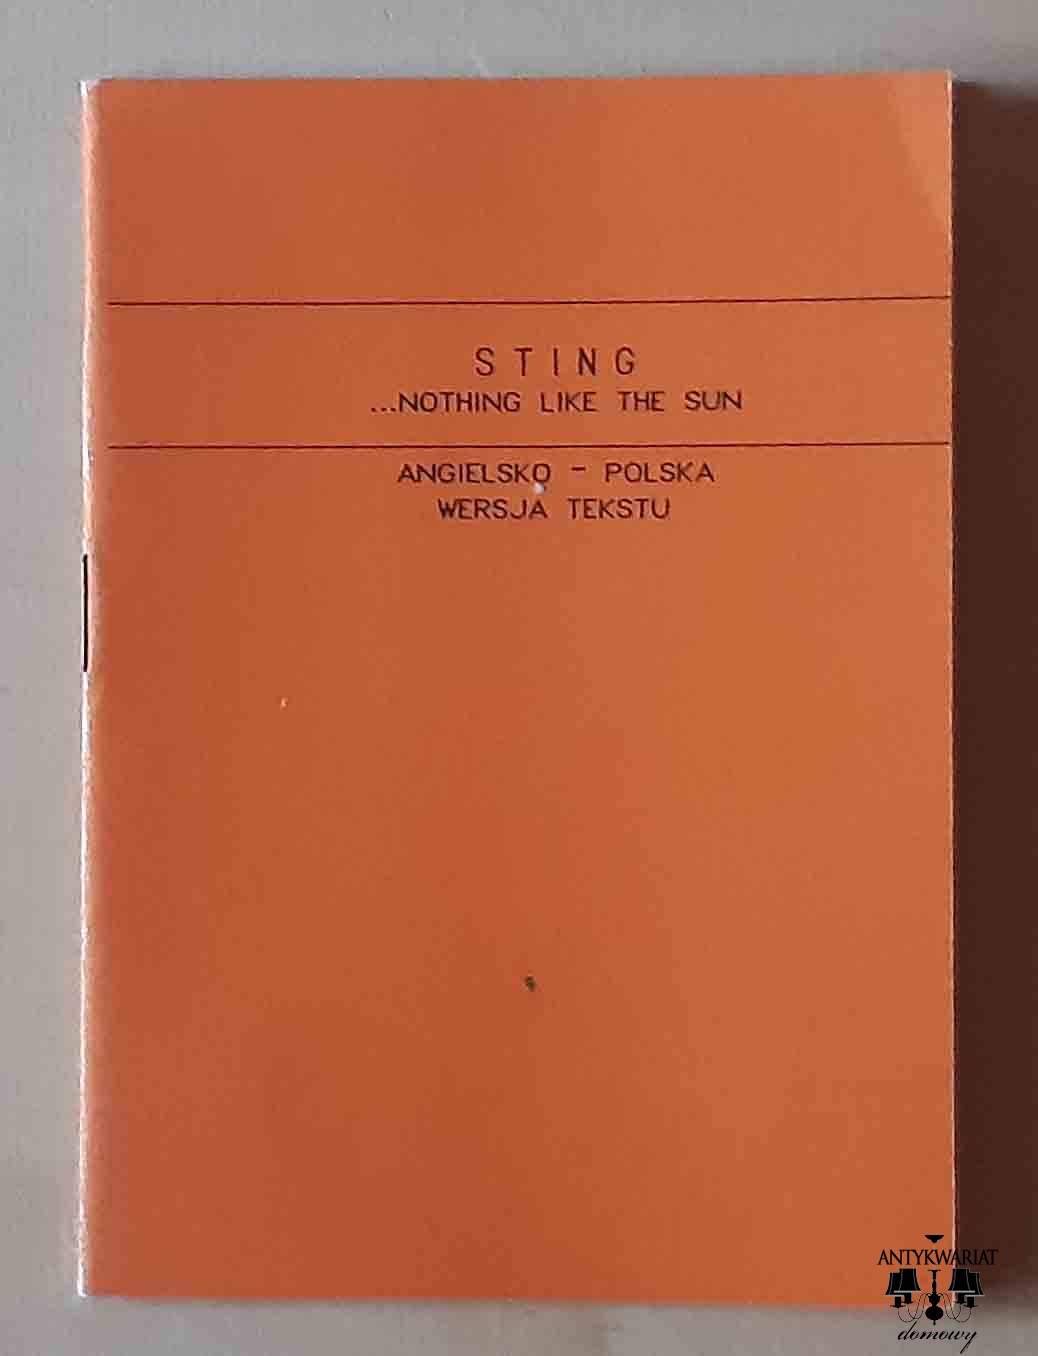 STING
...NOTHING LIKE THE SUN
ANGIELSKO - POLSKA
WERSJA TEKSTU
ANTYKWARIAT
domowy